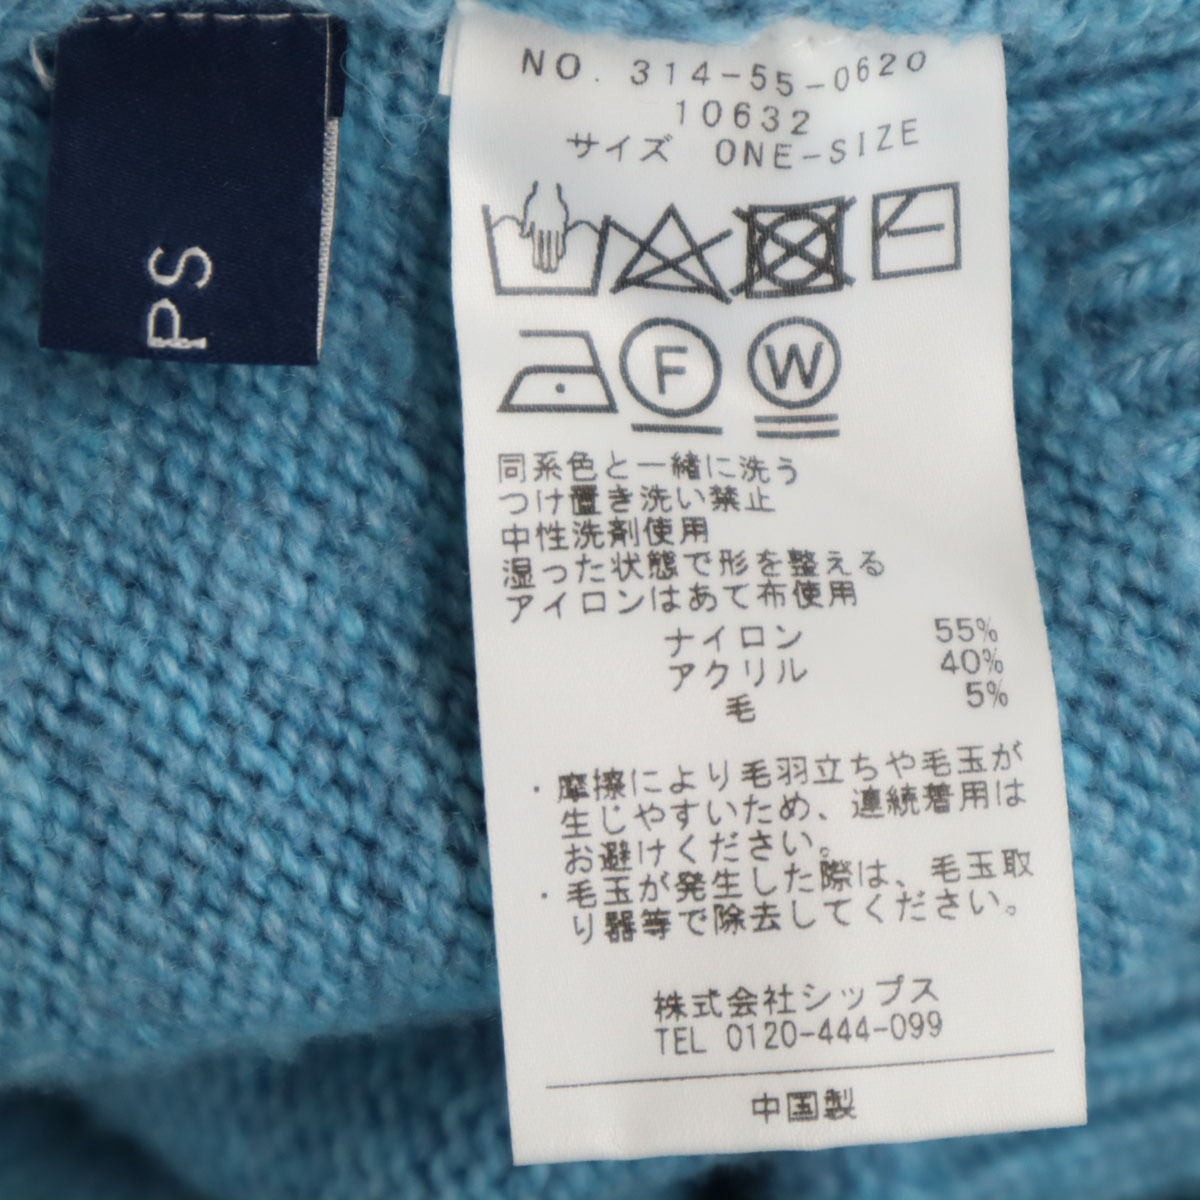 PS
NO. 314-55-0620
10632
サイズ ONE-SIZE
F
W
同系色と一緒に洗う
つけ置き洗い禁止
中性洗剤使用
湿った状態で形を整える
アイロンはあて布使用
ナイロン 55%
アクリル 40%
毛 5%
・摩擦により毛羽立ちや毛玉が
生じやすいため、連続着用は
お避けください。
・毛玉が発生した際は、毛玉取
り器等で除去してください。
株式会社シップス
TEL 0120-444-099
中国製